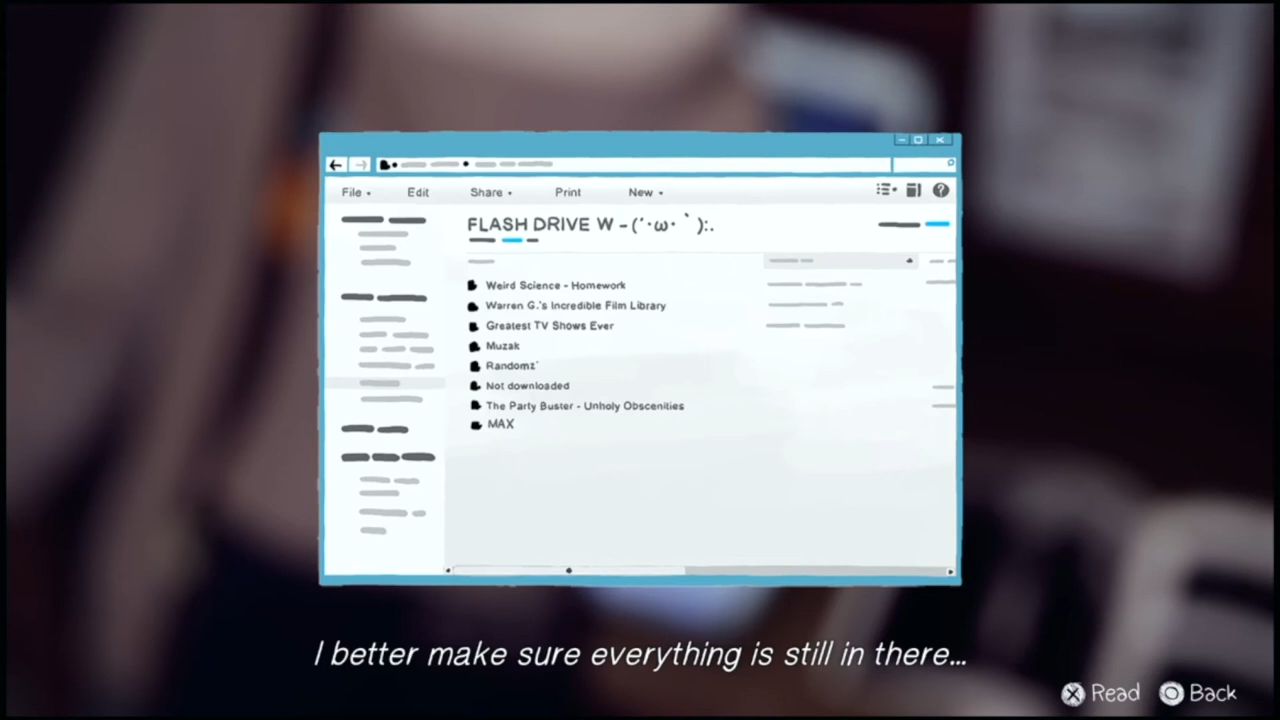 File
Edit
Share
Print
New
FLASH DRIVE W -(´･ω･`):.
Weird Science - Homework
Warren G.'s Incredible Film Library
Greatest TV Shows Ever
Muzak
Randomz'
Not downloaded
The Party Buster - Unholy Obscenities
MAX
I better make sure everything is still in there...
Read
Back